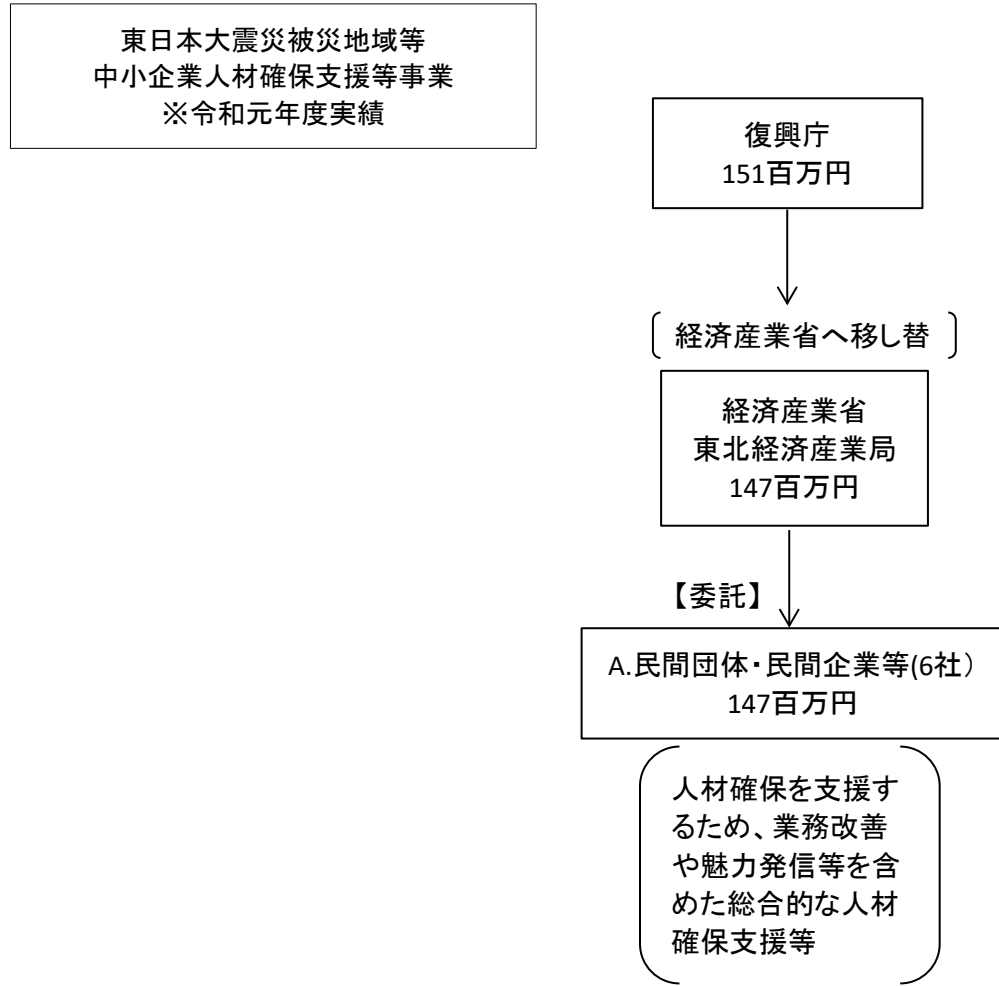 東日本大震災被災地域等
中小企業人材確保支援等事業
※令和元年度実績
復興庁
151百万円
経済産業省へ移し替
経済産業省
東北経済産業局
147百万円
【委託】
A.民間団体・民間企業等(6社）
147百万円
人材確保を支援す
るため、業務改善
や魅力発信等を含
めた総合的な人材
確保支援等